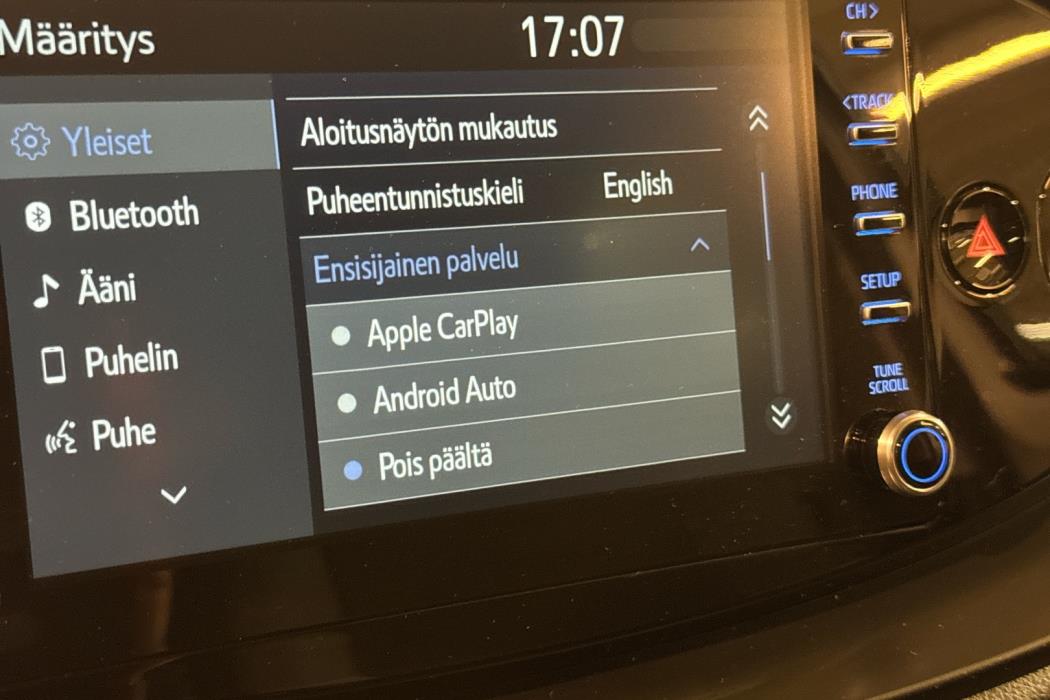 Määritys
17:07
Yleiset
Bluetooth
Ääni
Puhelin
Puhe
Aloitusnäytön mukautus
Puheentunnistuskieli English
Ensisijainen palvelu
Apple CarPlay
Android Auto
Pois päältä
CH>
<TRACK
PHONE
SETUP
TUNE
SCROLL